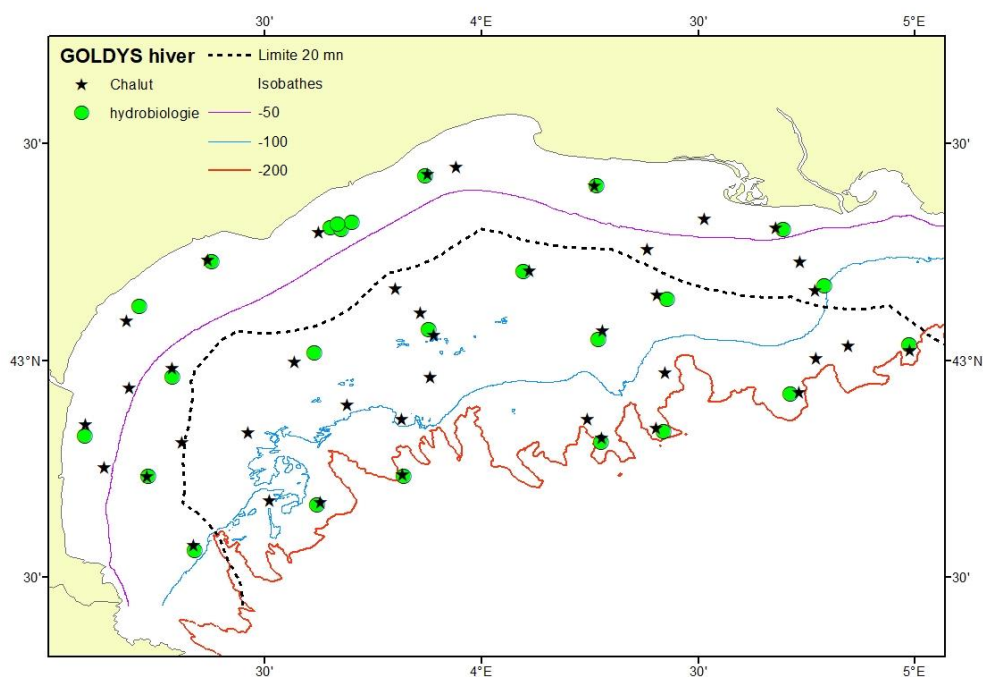 30' 4°E 30' 5°E
GOLDYS hiver
Limite 20 mn
Chalut
Isobathes
hydrobiologie
-50
-100
-200
30' 30'
43°N 43°N
30' 30'
30' 4°E 30' 5°E